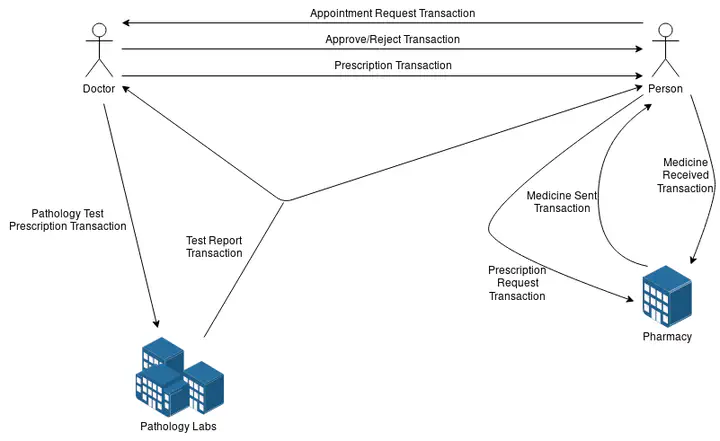 Appointment Request Transaction
Approve/Reject Transaction
Prescription Transaction
Doctor
Person
Medicine
Received
Transaction
Medicine Sent
Transaction
Pathology Test
Prescription Transaction
Test Report
Transaction
Prescription
Request
Transaction
Pharmacy
Pathology Labs